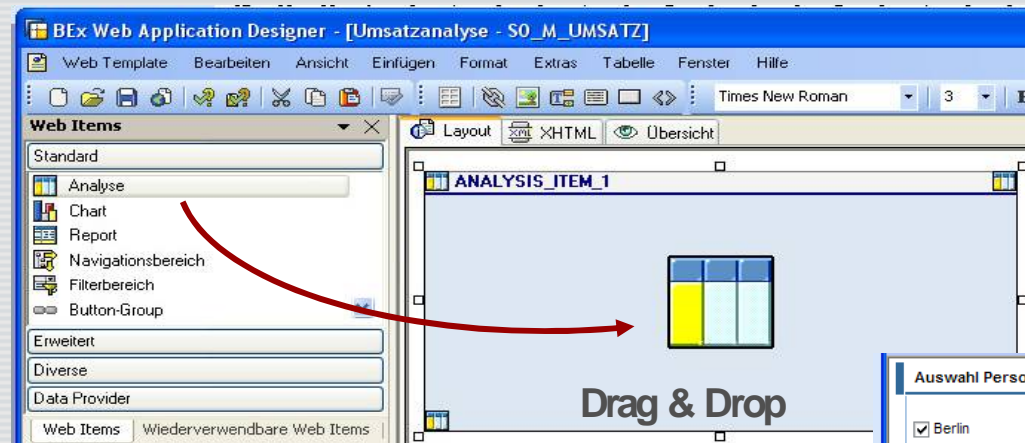 BEx Web Application Designer - [Umsatzanalyse - S0_M_UMSATZ]
Web Template Bearbeiten Ansicht Einfügen Format Extras Tabelle Fenster Hilfe
Times New Roman 3
Web Items
Layout XHTML Übersicht
Standard
Analyse
Chart
Report
Navigationsbereich
Filterbereich
Button-Group
Erweitert
Diverse
Data Provider
Web Items Wiederverwendbare Web Items
ANALYSIS_ITEM_1
Drag & Drop
Auswahl Perso
Berlin